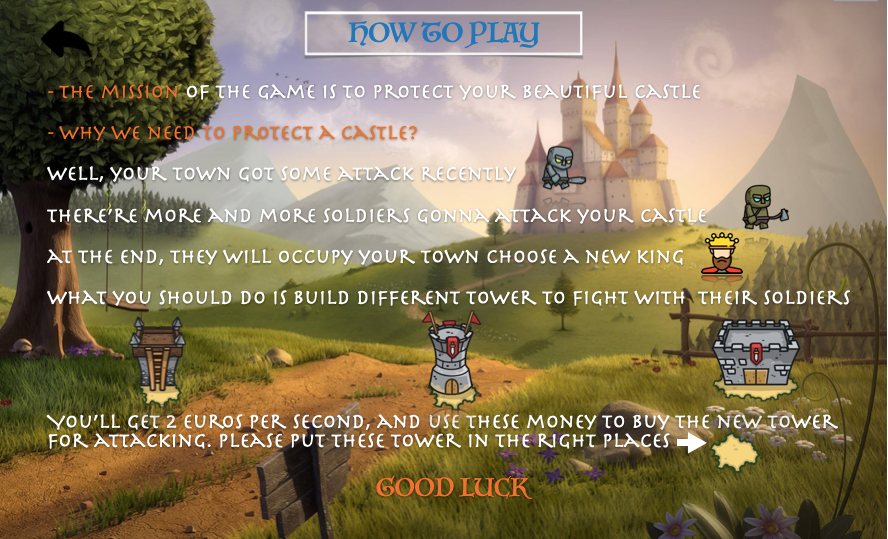 HOW TO PLAY
- THE MISSION OF THE GAME IS TO PROTECT YOUR BEAUTIFUL CASTLE
- WHY WE NEED TO PROTECT A CASTLE?
WELL, YOUR TOWN GOT SOME ATTACK RECENTLY
THERE'RE MORE AND MORE SOLDIERS GONNA ATTACK YOUR CASTLE
AT THE END, THEY WILL OCCUPY YOUR TOWN CHOOSE A NEW KING
WHAT YOU SHOULD DO IS BUILD DIFFERENT TOWER TO FIGHT WITH THEIR SOLDIERS
YOU'LL GET 2 EUROS PER SECOND, AND USE THESE MONEY TO BUY THE NEW TOWER
FOR ATTACKING. PLEASE PUT THESE TOWER IN THE RIGHT PLACES
GOOD LUCK